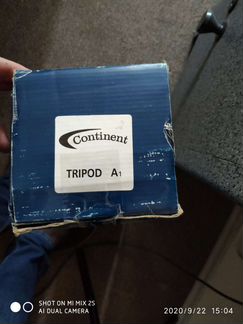 Continent
TRIPOD A1
SHOT ON MI MIX 2S
AI DUAL CAMERA
2020/9/22 15:04